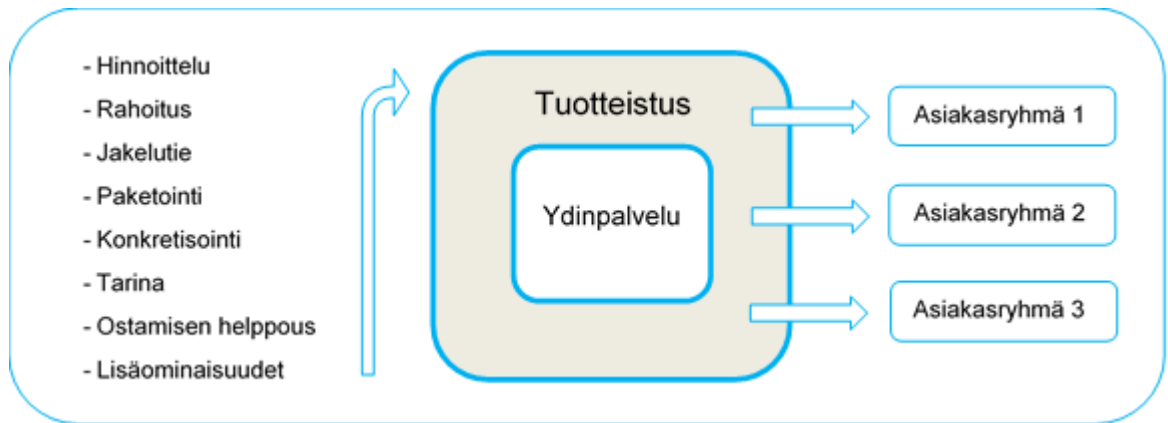 - Hinnoittelu
- Rahoitus
- Jakelutie
- Paketointi
- Konkretisointi
- Tarina
- Ostamisen helppous
- Lisäominaisuudet
Tuotteistus
Ydinpalvelu
Asiakasryhmä 1
Asiakasryhmä 2
Asiakasryhmä 3